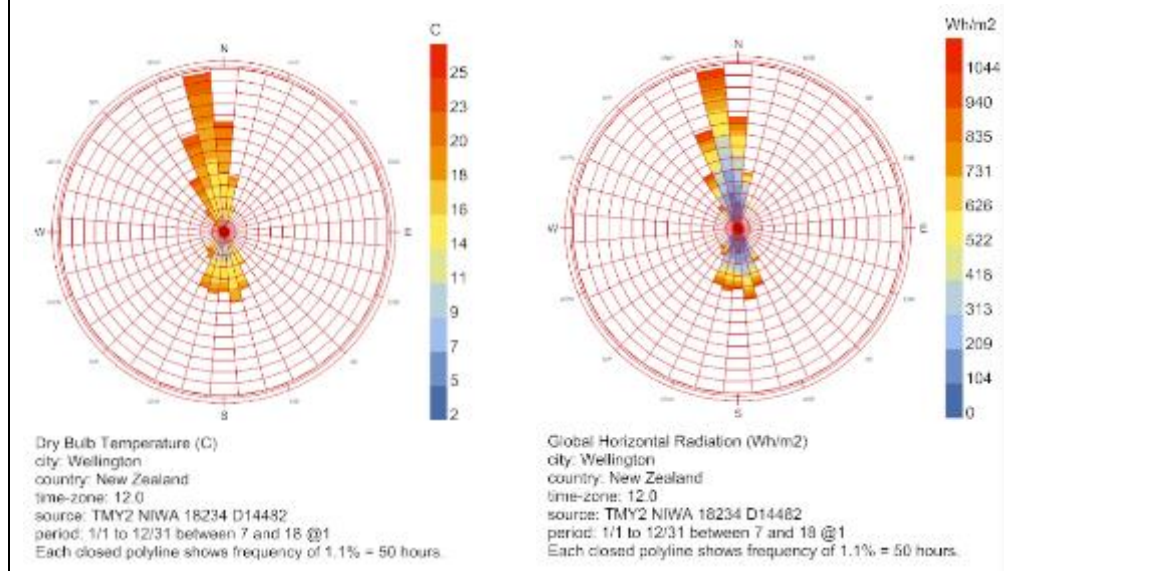 C
N
W
E
S
25
23
20
18
16
14
11
9
7
5
2
Dry Bulb Temperature (C)
city: Wellington
country: New Zealand
time-zone: 12.0
source: TMY2 NIWA 18234 D14482
period: 1/1 to 12/31 between 7 and 18 @1
Each closed polyline shows frequency of 1.1% = 50 hours.
Wh/m2
N
W
E
S
1044
940
835
731
626
522
418
313
209
104
0
Global Horizontal Radiation (Wh/m2)
city: Wellington
country: New Zealand
time-zone: 12.0
source: TMY2 NIWA 18234 D14482
period: 1/1 to 12/31 between 7 and 18 @1
Each closed polyline shows frequency of 1.1% = 50 hours.